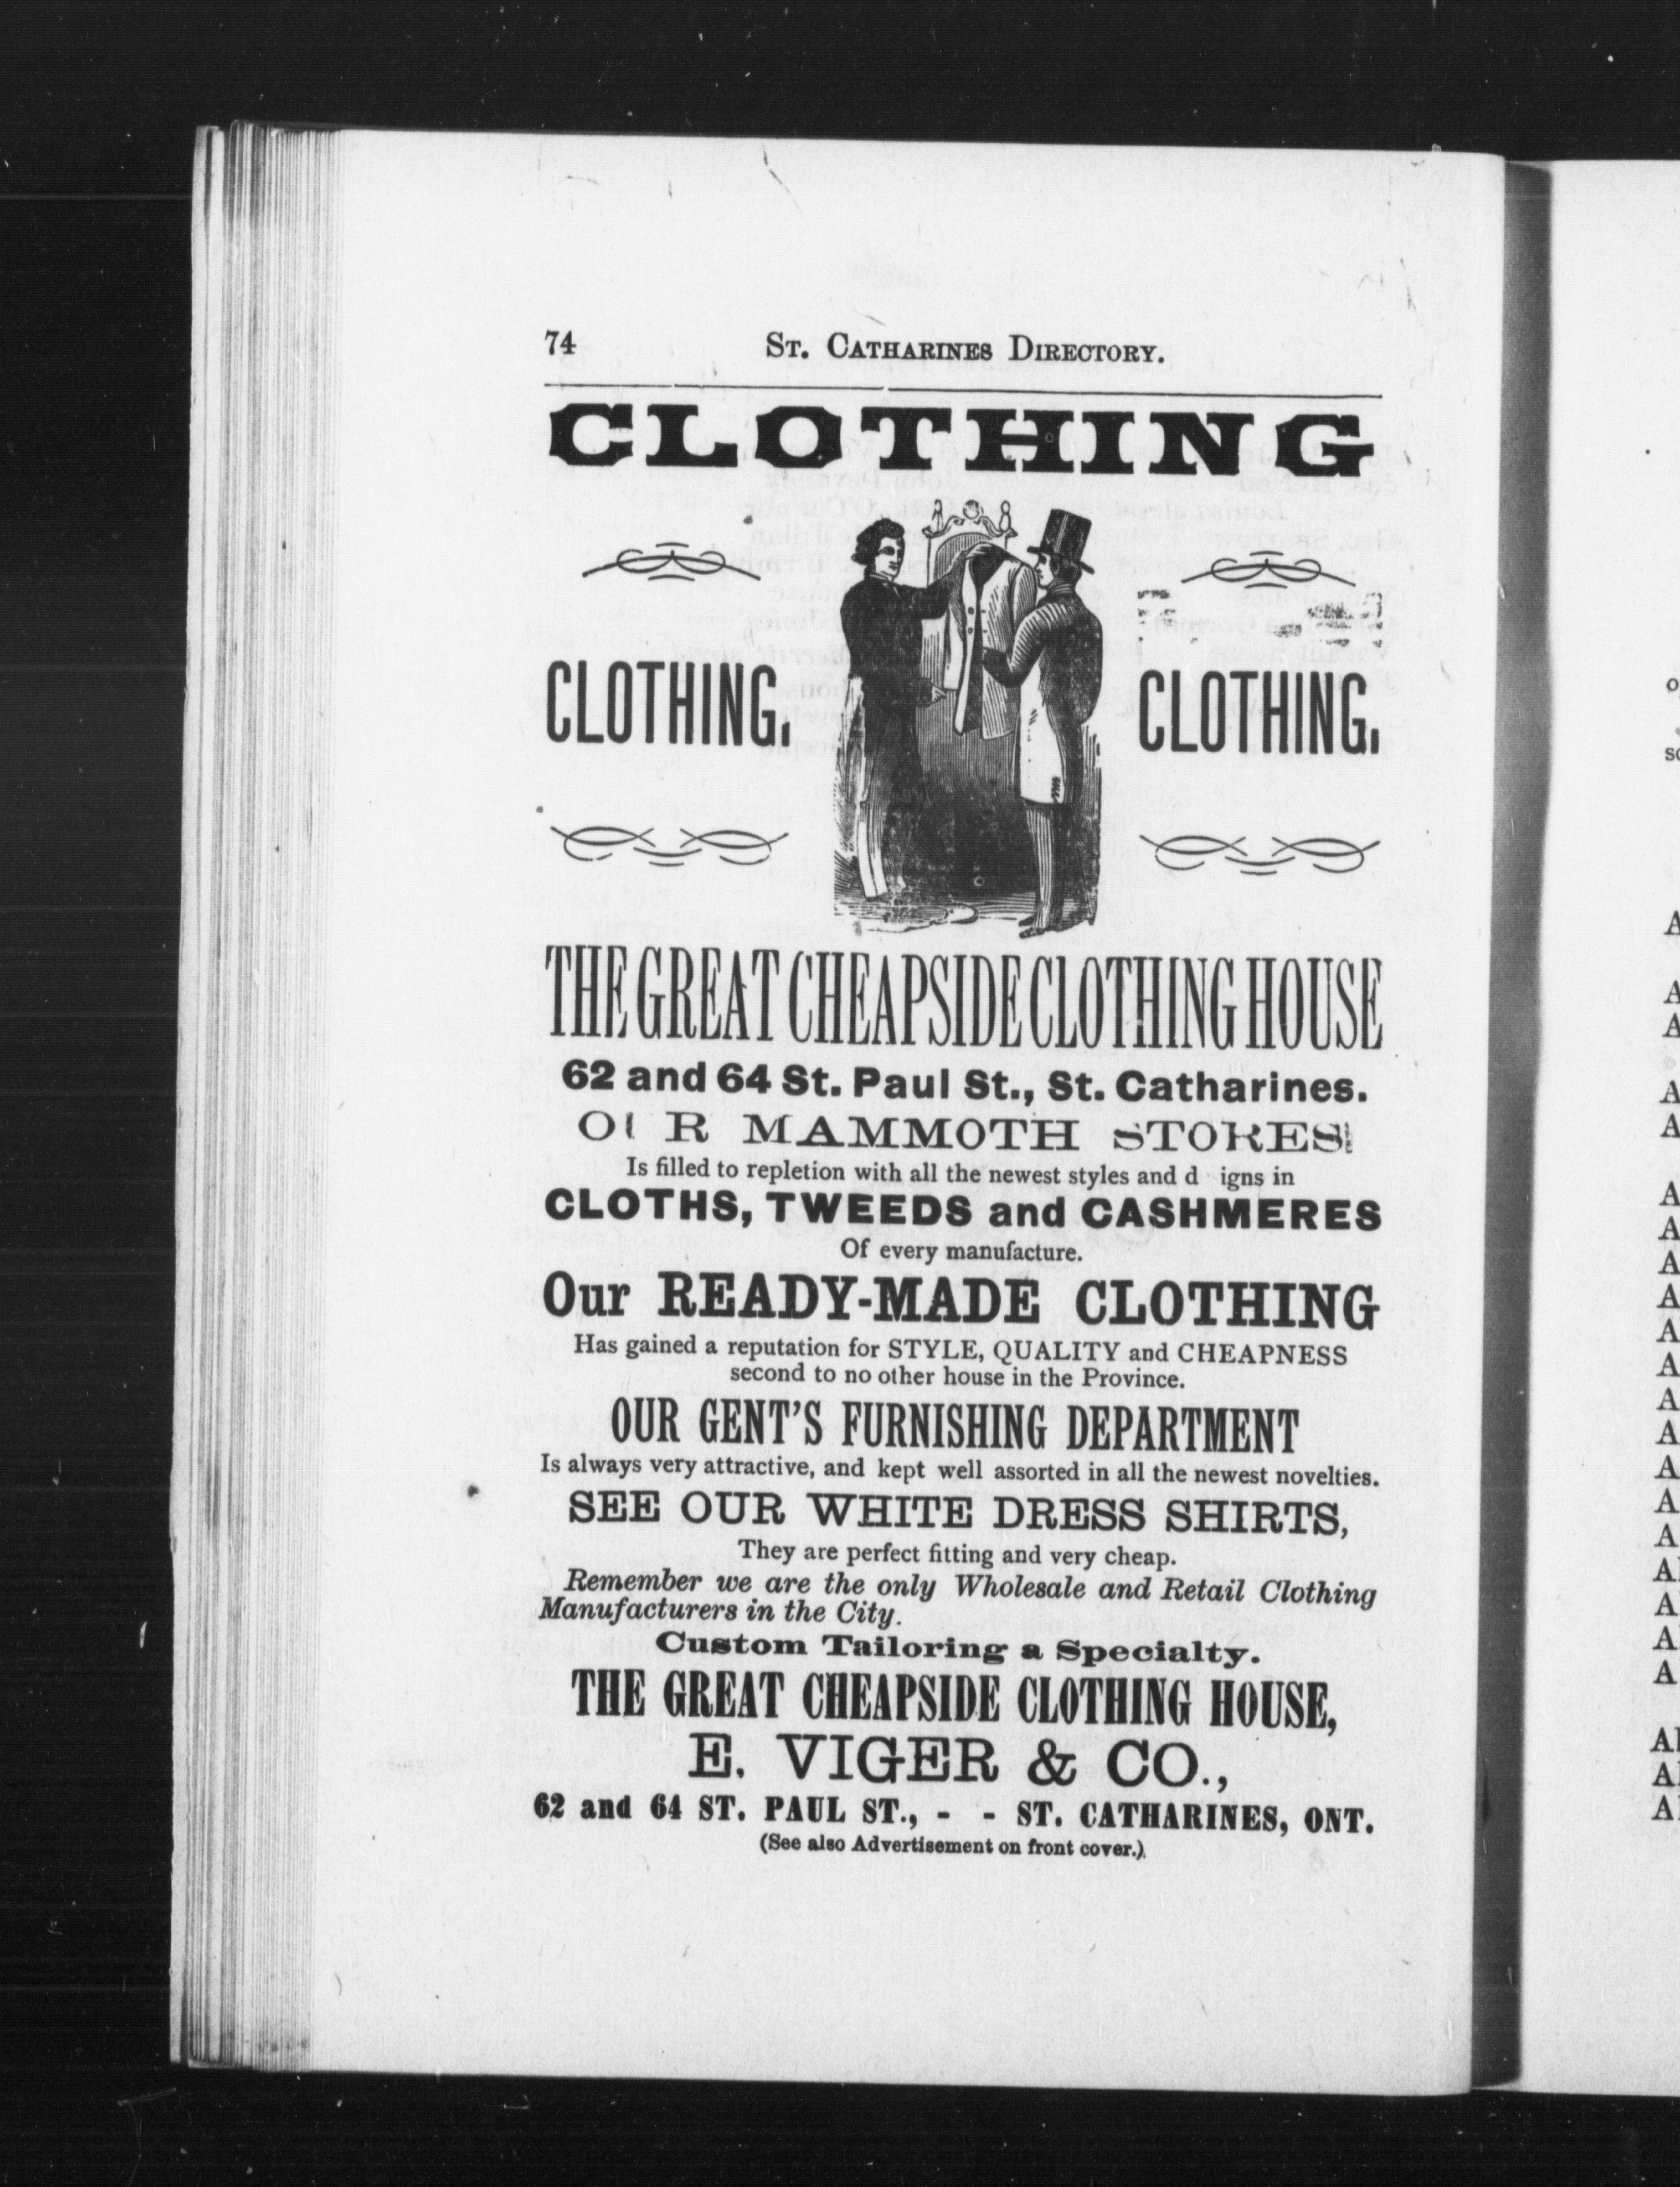 74 St. Catharines Directory.
CLOTHING
CLOTHING. CLOTHING.
THE GREAT CHEAPSIDE CLOTHING HOUSE
62 and 64 St. Paul St., St. Catharines.
OUR MAMMOTH STORES
Is filled to repletion with all the newest styles and d igns in
CLOTHS, TWEEDS and CASHMERES
Of every manufacture.
Our READY-MADE CLOTHING
Has gained a reputation for STYLE, QUALITY and CHEAPNESS
second to no other house in the Province.
OUR GENT'S FURNISHING DEPARTMENT
Is always very attractive, and kept well assorted in all the newest novelties.
SEE OUR WHITE DRESS SHIRTS,
They are perfect fitting and very cheap.
Remember we are the only Wholesale and Retail Clothing
Manufacturers in the City.
Custom Tailoring a Specialty.
THE GREAT CHEAPSIDE CLOTHING HOUSE,
E. VIGER & CO.,
62 and 64 ST. PAUL ST., - - ST. CATHARINES, ONT.
(See also Advertisement on front cover.)